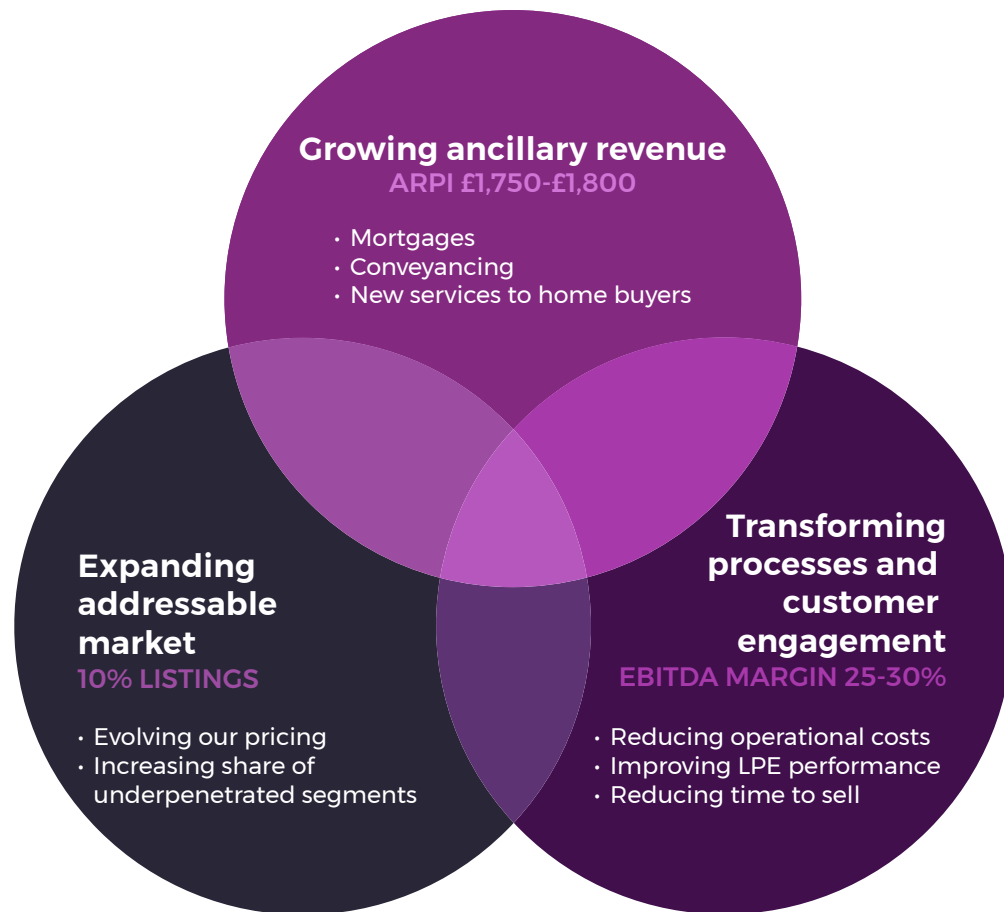 Growing ancillary revenue
ARPI £1,750-£1,800
• Mortgages
• Conveyancing
• New services to home buyers
Expanding
addressable
market
10% LISTINGS
• Evolving our pricing
• Increasing share of
underpenetrated segments
Transforming
processes and
customer
engagement
EBITDA MARGIN 25-30%
• Reducing operational costs
• Improving LPE performance
• Reducing time to sell